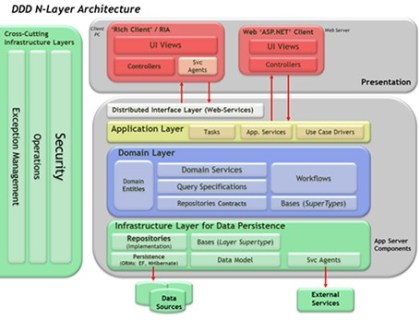 DDD N-Layer Architecture
Cross-Cutting
Infrastructure Layers
Exception Management
Operations
Security
Client
PC
'Rich Client' / RIA
UI Views
Controllers
Svc
Agents
Web 'ASP.NET' Client
UI Views
Controllers
Web Server
Presentation
Distributed Interface Layer (Web-Services)
Application Layer
Tasks
App. Services
Use Case Drivers
Domain Layer
Domain
Entities
Domain Services
Query Specifications
Repositories Contracts
Workflows
Bases (SuperTypes)
Infrastructure Layer for Data Persistence
Repositories
(Implementation)
Bases (Layer Supertype)
Persistence
(ORMs: EF, NHibernate)
Data Model
Svc Agents
App Server
Components
Data
Sources
External
Services